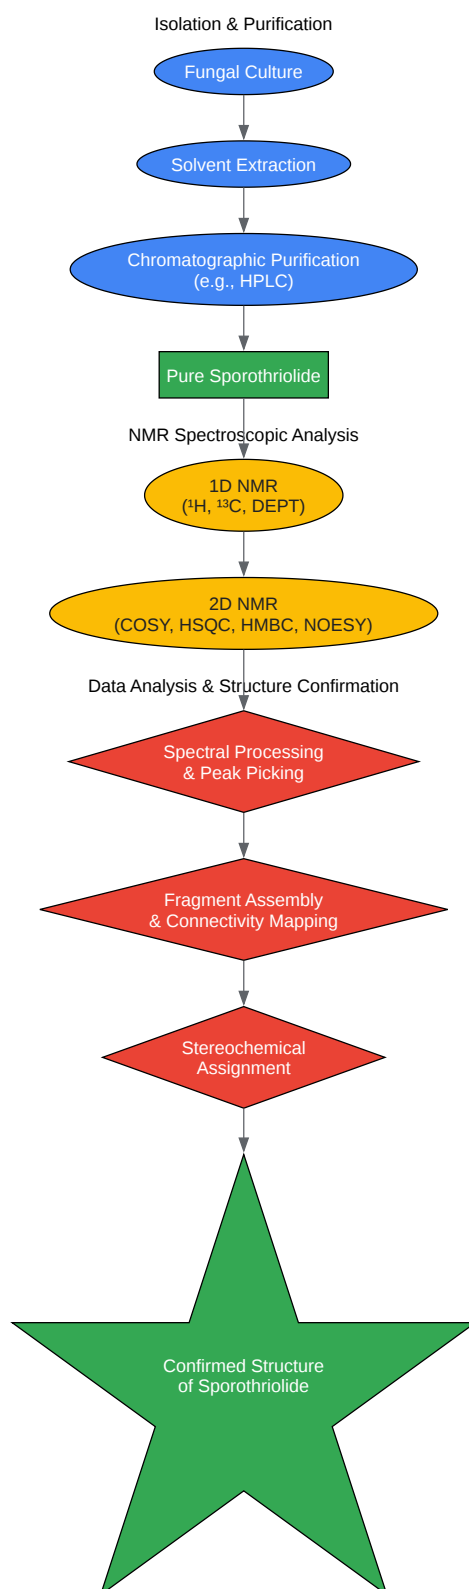 Isolation & Purification
Fungal Culture
Solvent Extraction
Chromatographic Purification
(e.g., HPLC)
Pure Sporothriolide
NMR Spectroscopic Analysis
1D NMR
(¹H, ¹³C, DEPT)
2D NMR
(COSY, HSQC, HMBC, NOESY)
Data Analysis & Structure Confirmation
Spectral Processing
& Peak Picking
Fragment Assembly
& Connectivity Mapping
Stereochemical
Assignment
Confirmed Structure
of Sporothriolide